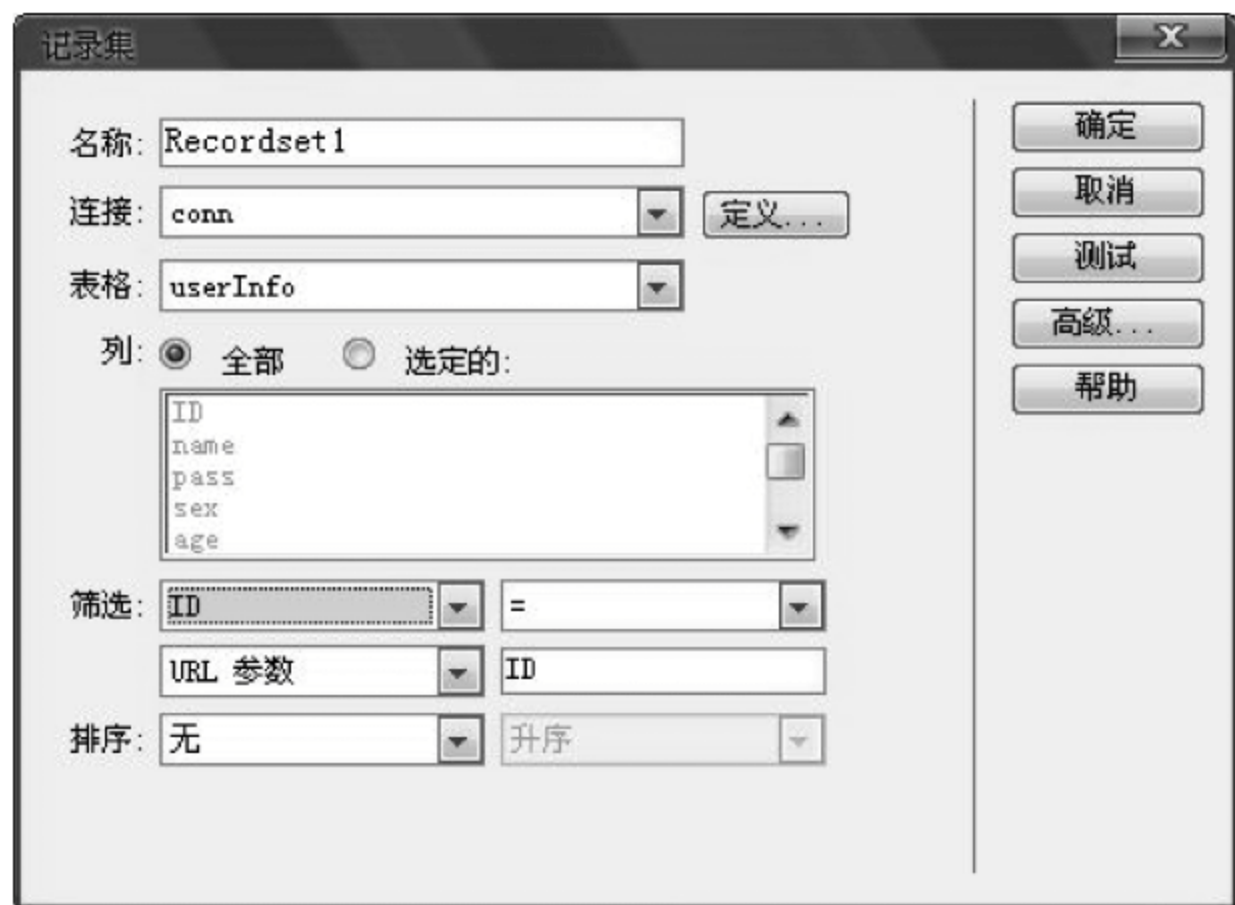 记录集
名称: Recordset1
连接: conn 定义...
表格: userInfo
列: 全部 选定的:
ID
name
pass
sex
age
筛选: ID =
URL 参数 ID
排序: 无 升序
确定
取消
测试
高级...
帮助